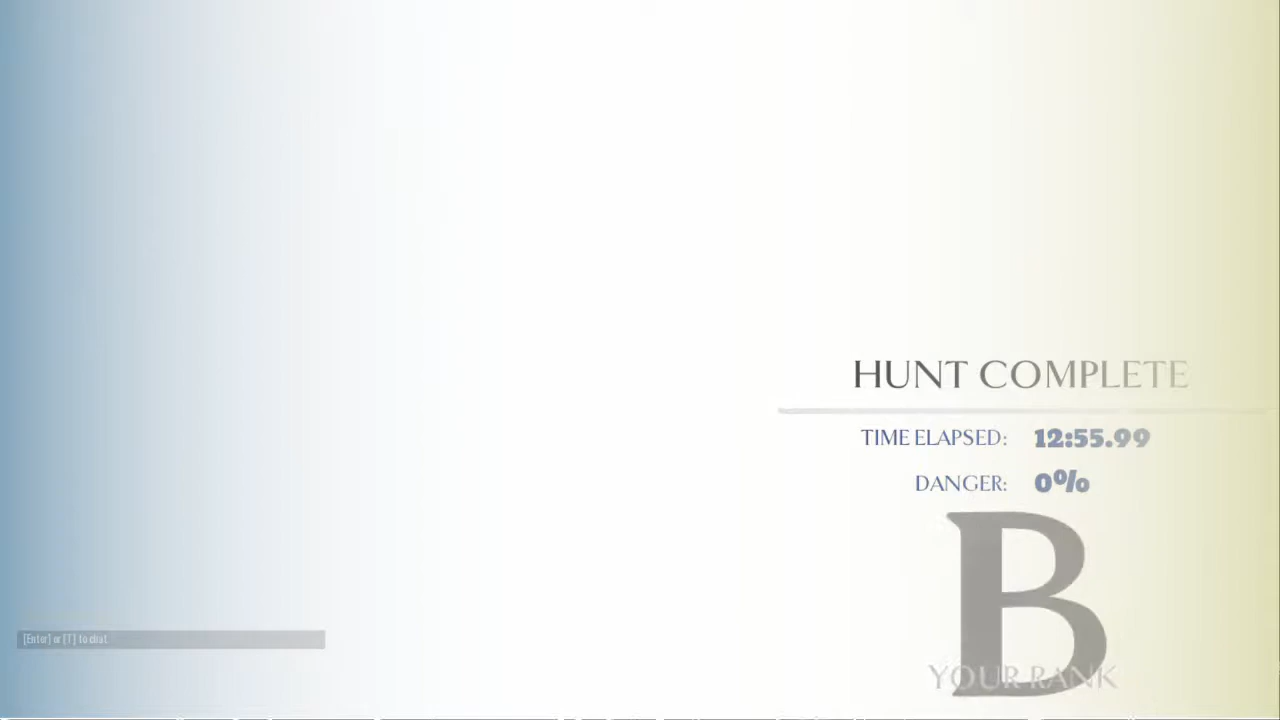 HUNT COMPLETE
TIME ELAPSED: 12:55.99
DANGER: 0%
B
YOUR RANK
[Enter] or [T] to chat